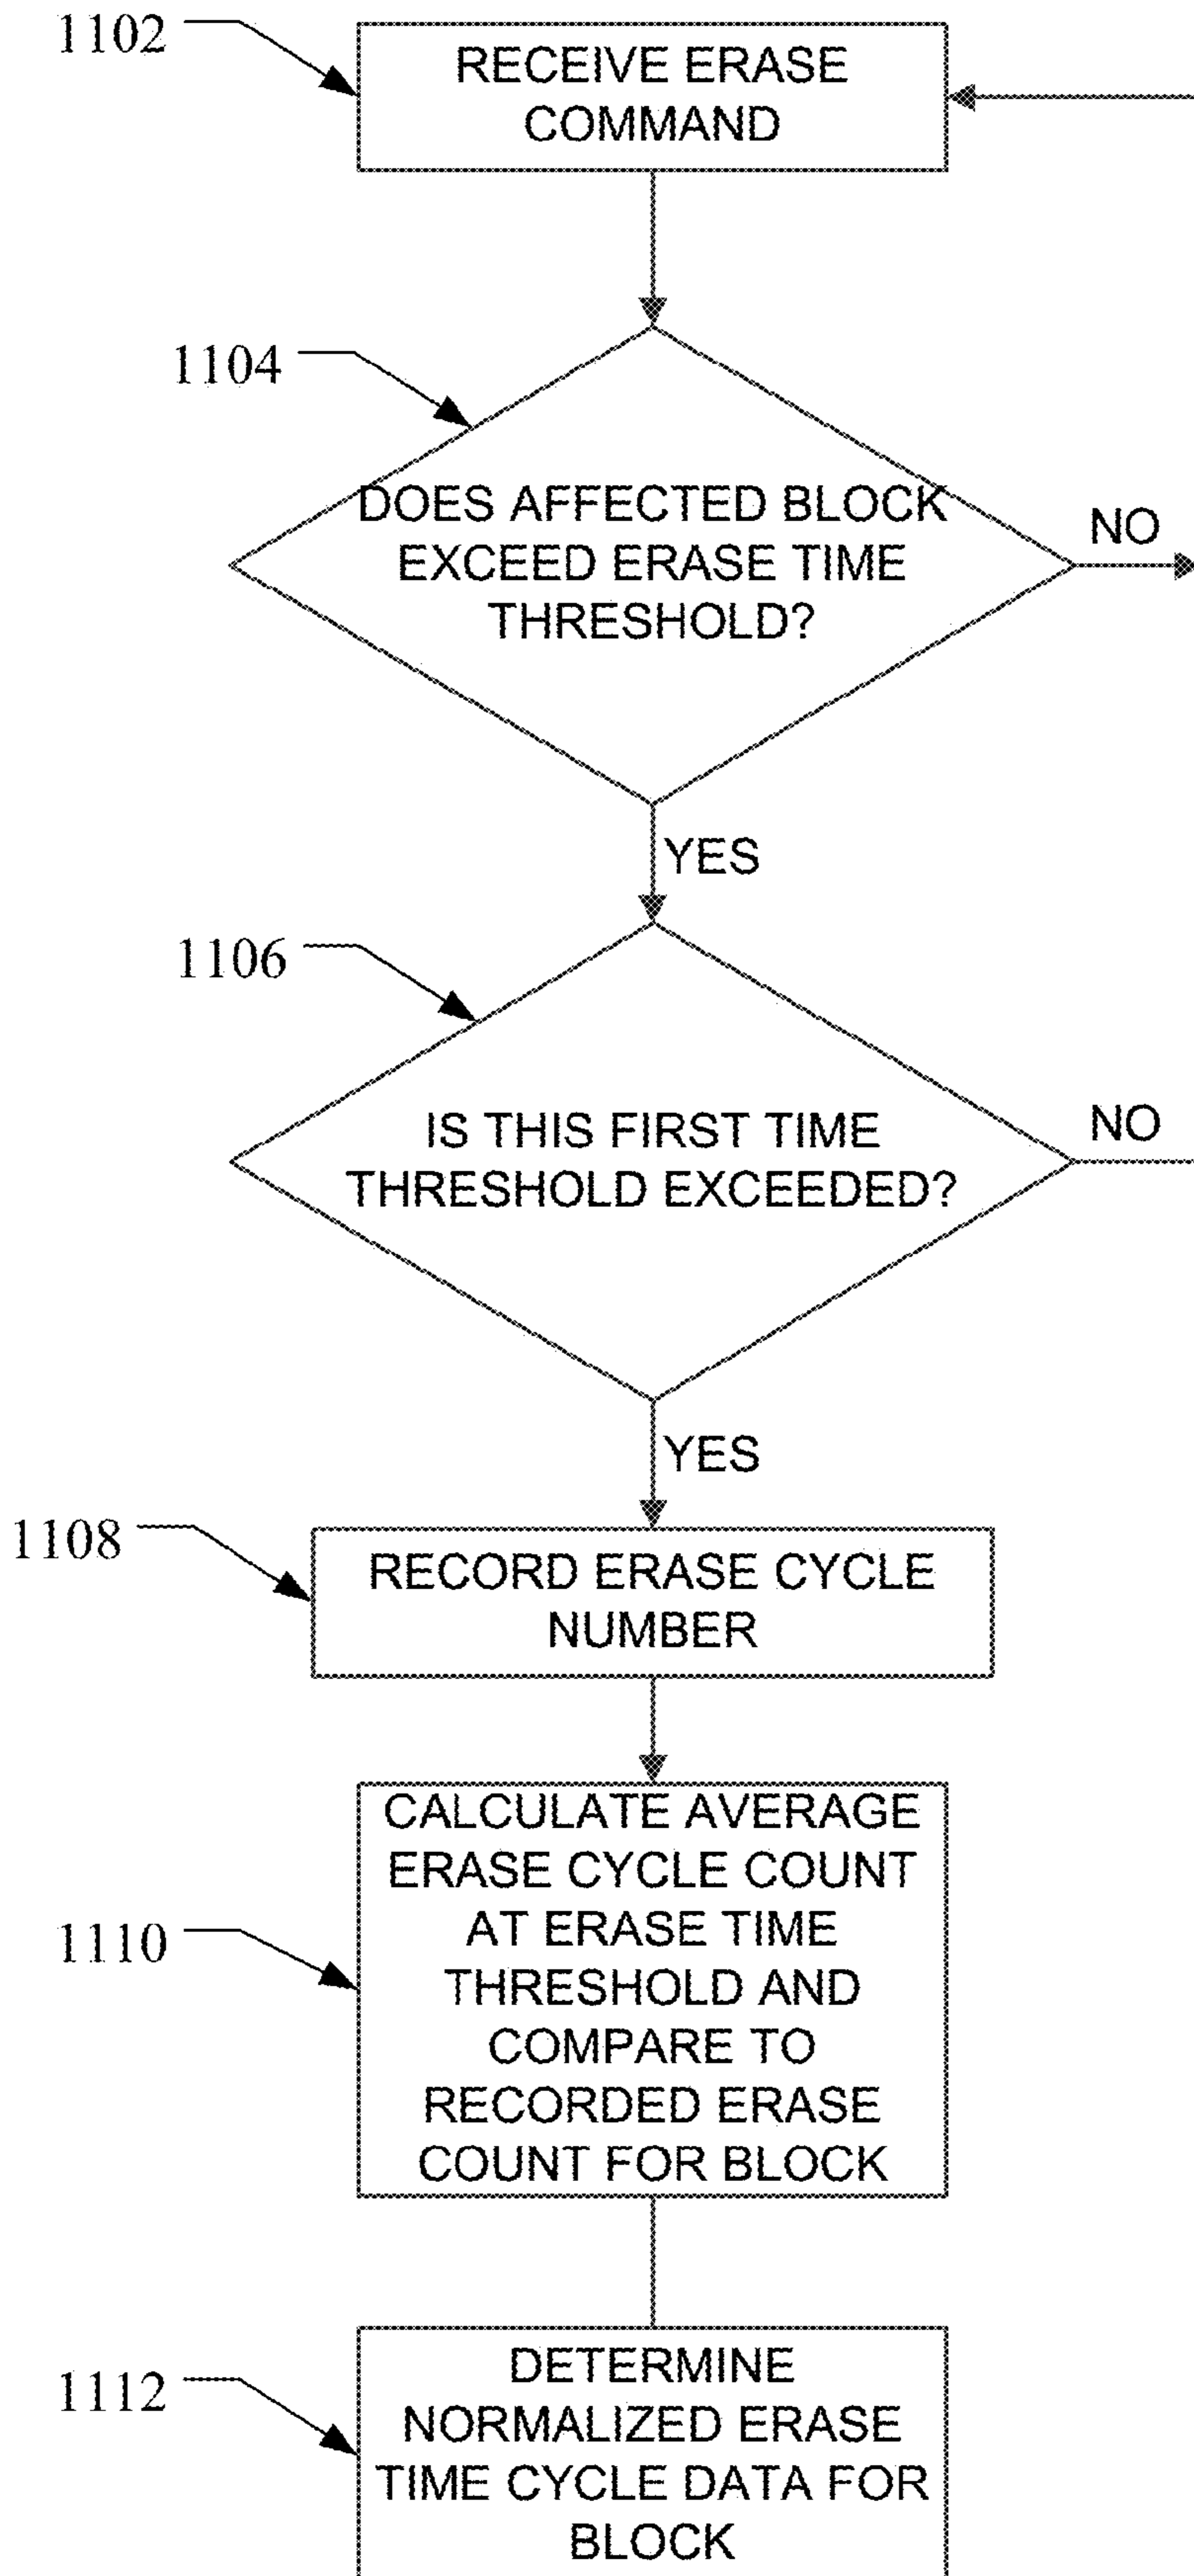 1102
RECEIVE ERASE
COMMAND
1104
DOES AFFECTED BLOCK
EXCEED ERASE TIME
THRESHOLD?
NO
YES
1106
IS THIS FIRST TIME
THRESHOLD EXCEEDED?
NO
YES
1108
RECORD ERASE CYCLE
NUMBER
1110
CALCULATE AVERAGE
ERASE CYCLE COUNT
AT ERASE TIME
THRESHOLD AND
COMPARE TO
RECORDED ERASE
COUNT FOR BLOCK
1112
DETERMINE
NORMALIZED ERASE
TIME CYCLE DATA FOR
BLOCK